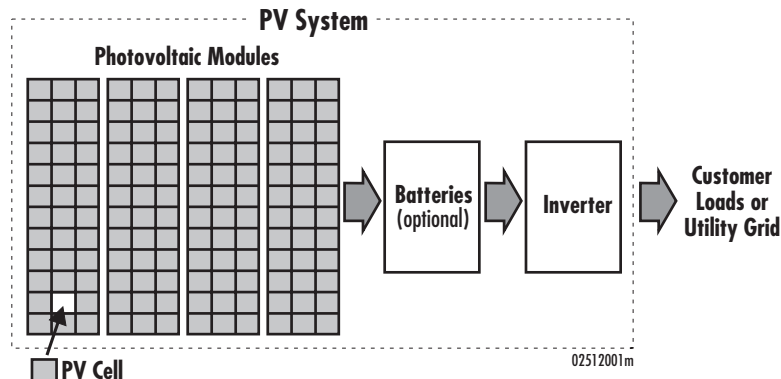 PV System
Photovoltaic Modules
Batteries
(optional)
Inverter
Customer
Loads or
Utility Grid
PV Cell
02512001m